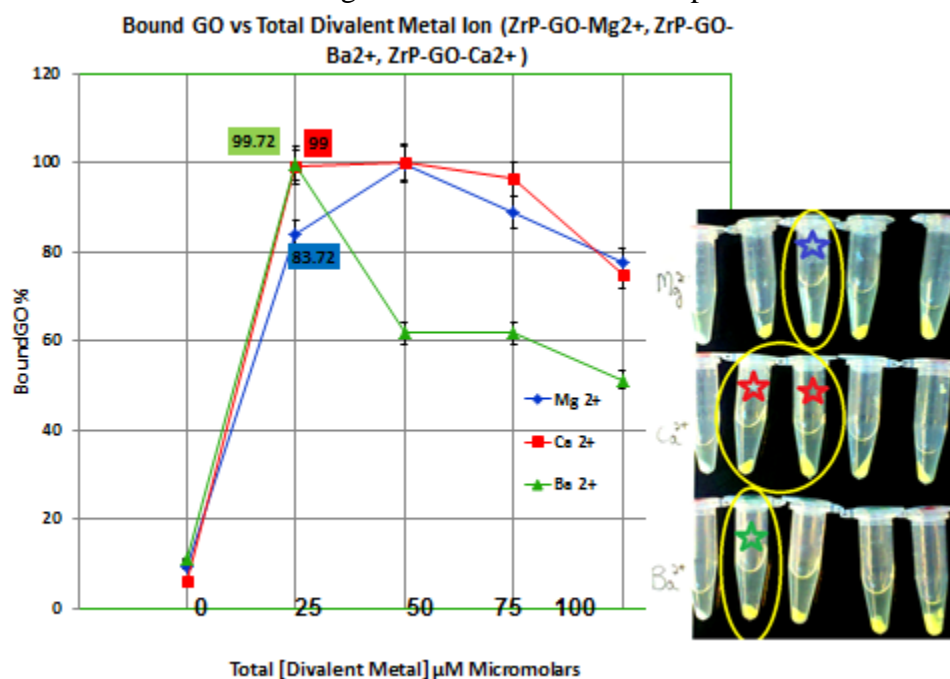 Bound GO vs Total Divalent Metal Ion (ZrP-GO-Mg2+, ZrP-GO-
Ba2+, ZrP-GO-Ca2+ )
120
100
80
60
40
20
0
BoundGO%
99.72
99
83.72
Mg 2+
Ca 2+
Ba 2+
0 25 50 75 100
Total [Divalent Metal] µM Micromolars
Mg2+
Ca2+
Ba2+